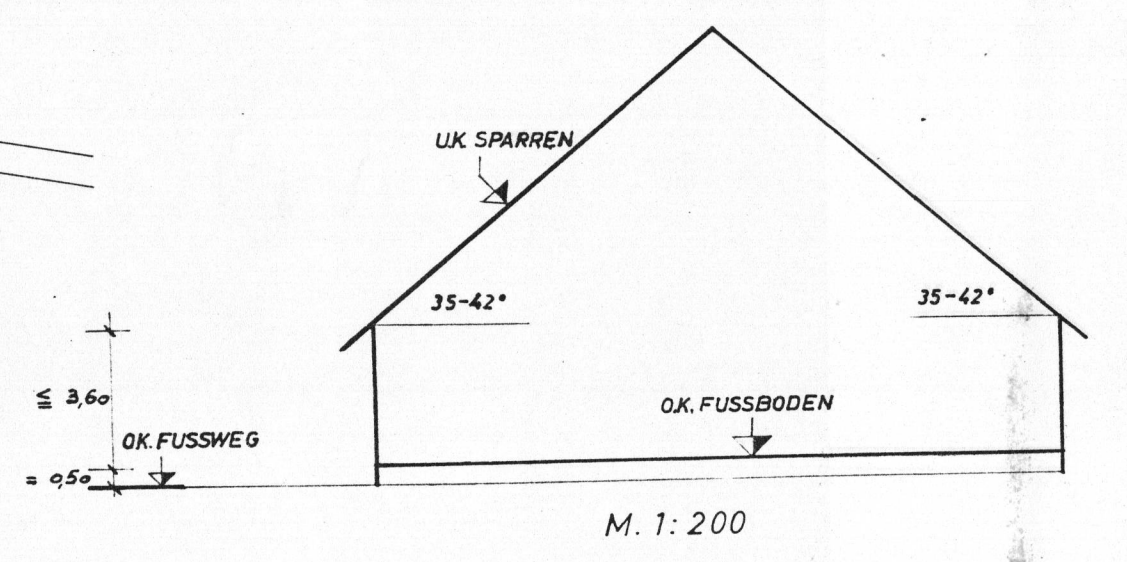 U.K. SPARREN
35-42°
35-42°
≦ 3,60
O.K. FUSSBODEN
O.K. FUSSWEG
= 0,50
M. 1:200